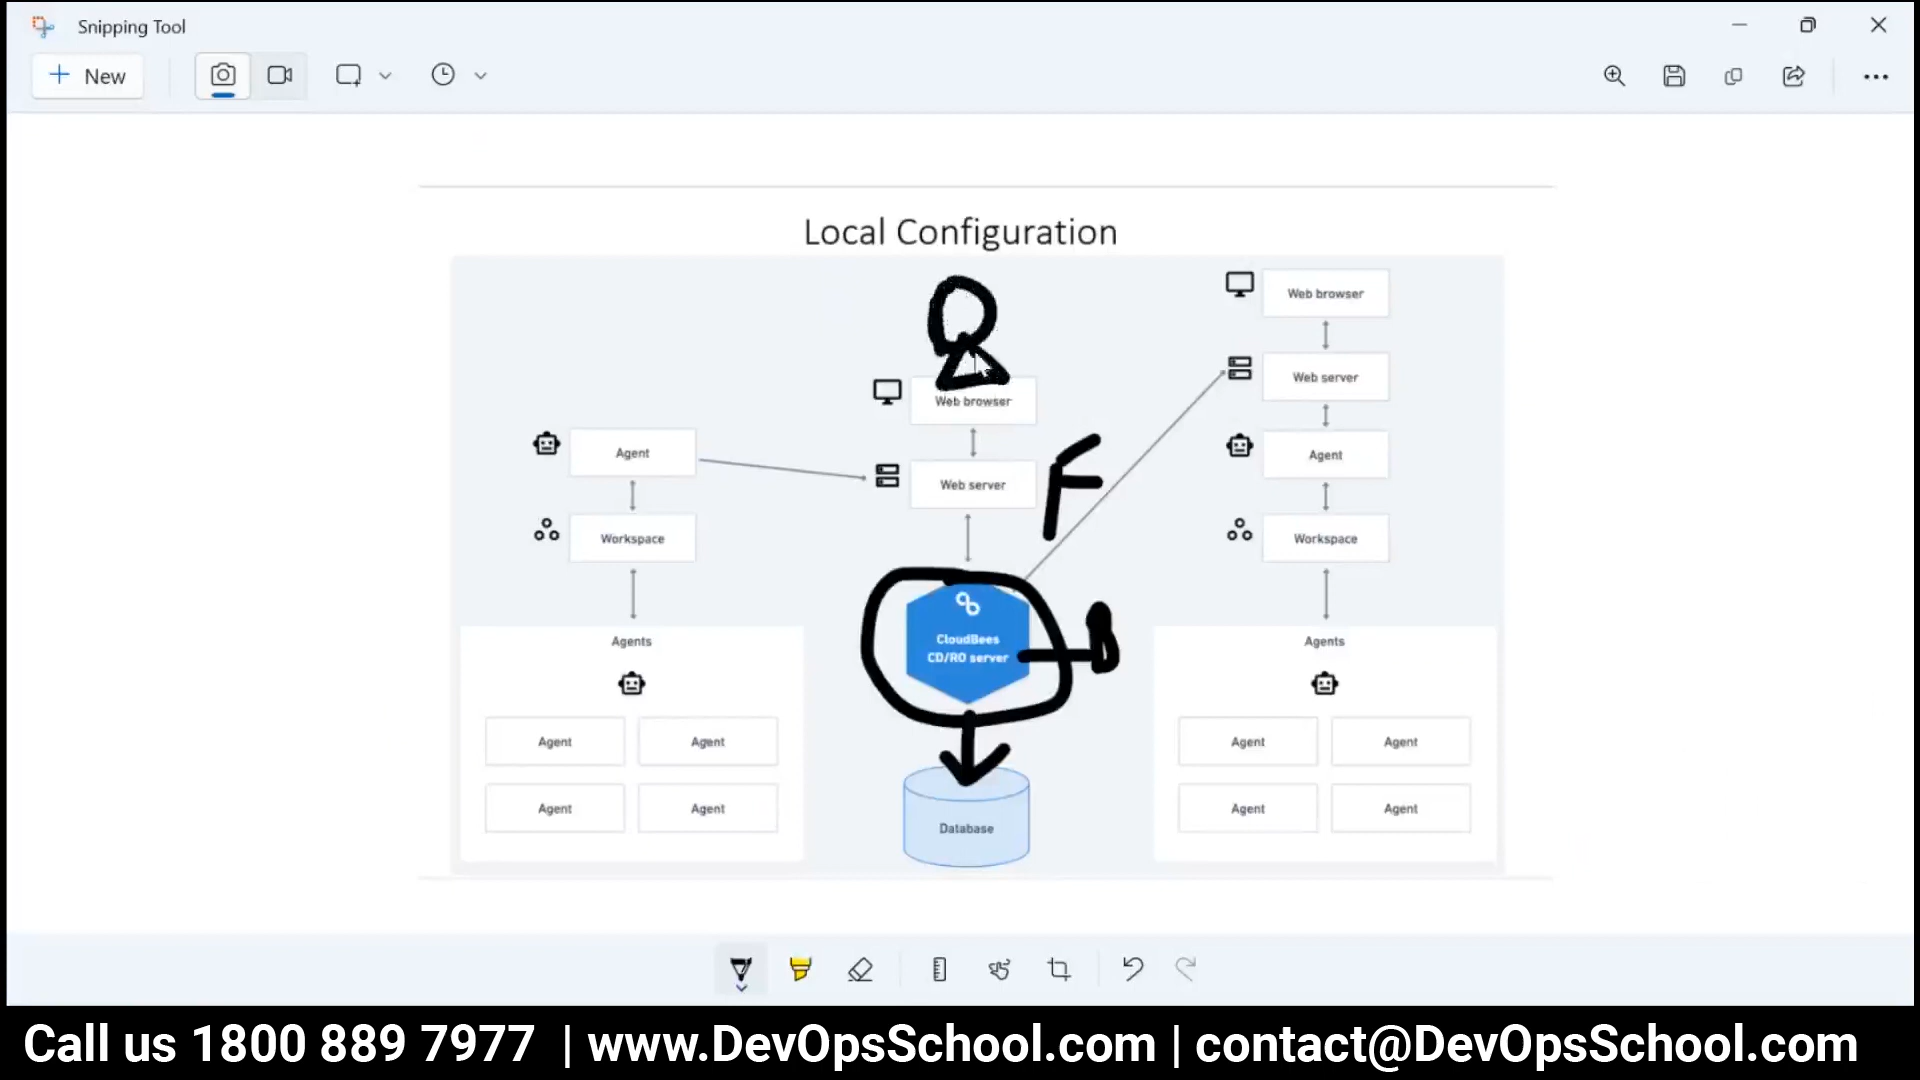 Snipping Tool
New
Local Configuration
Web browser
Web server
CloudBees
CD/RO server
Database
Agent
Workspace
Agents
Agent
Agent
Agent
Agent
Web browser
Web server
Agent
Workspace
Agents
Agent
Agent
Agent
Agent
F
Call us 1800 889 7977 | www.DevOpsSchool.com | contact@DevOpsSchool.com